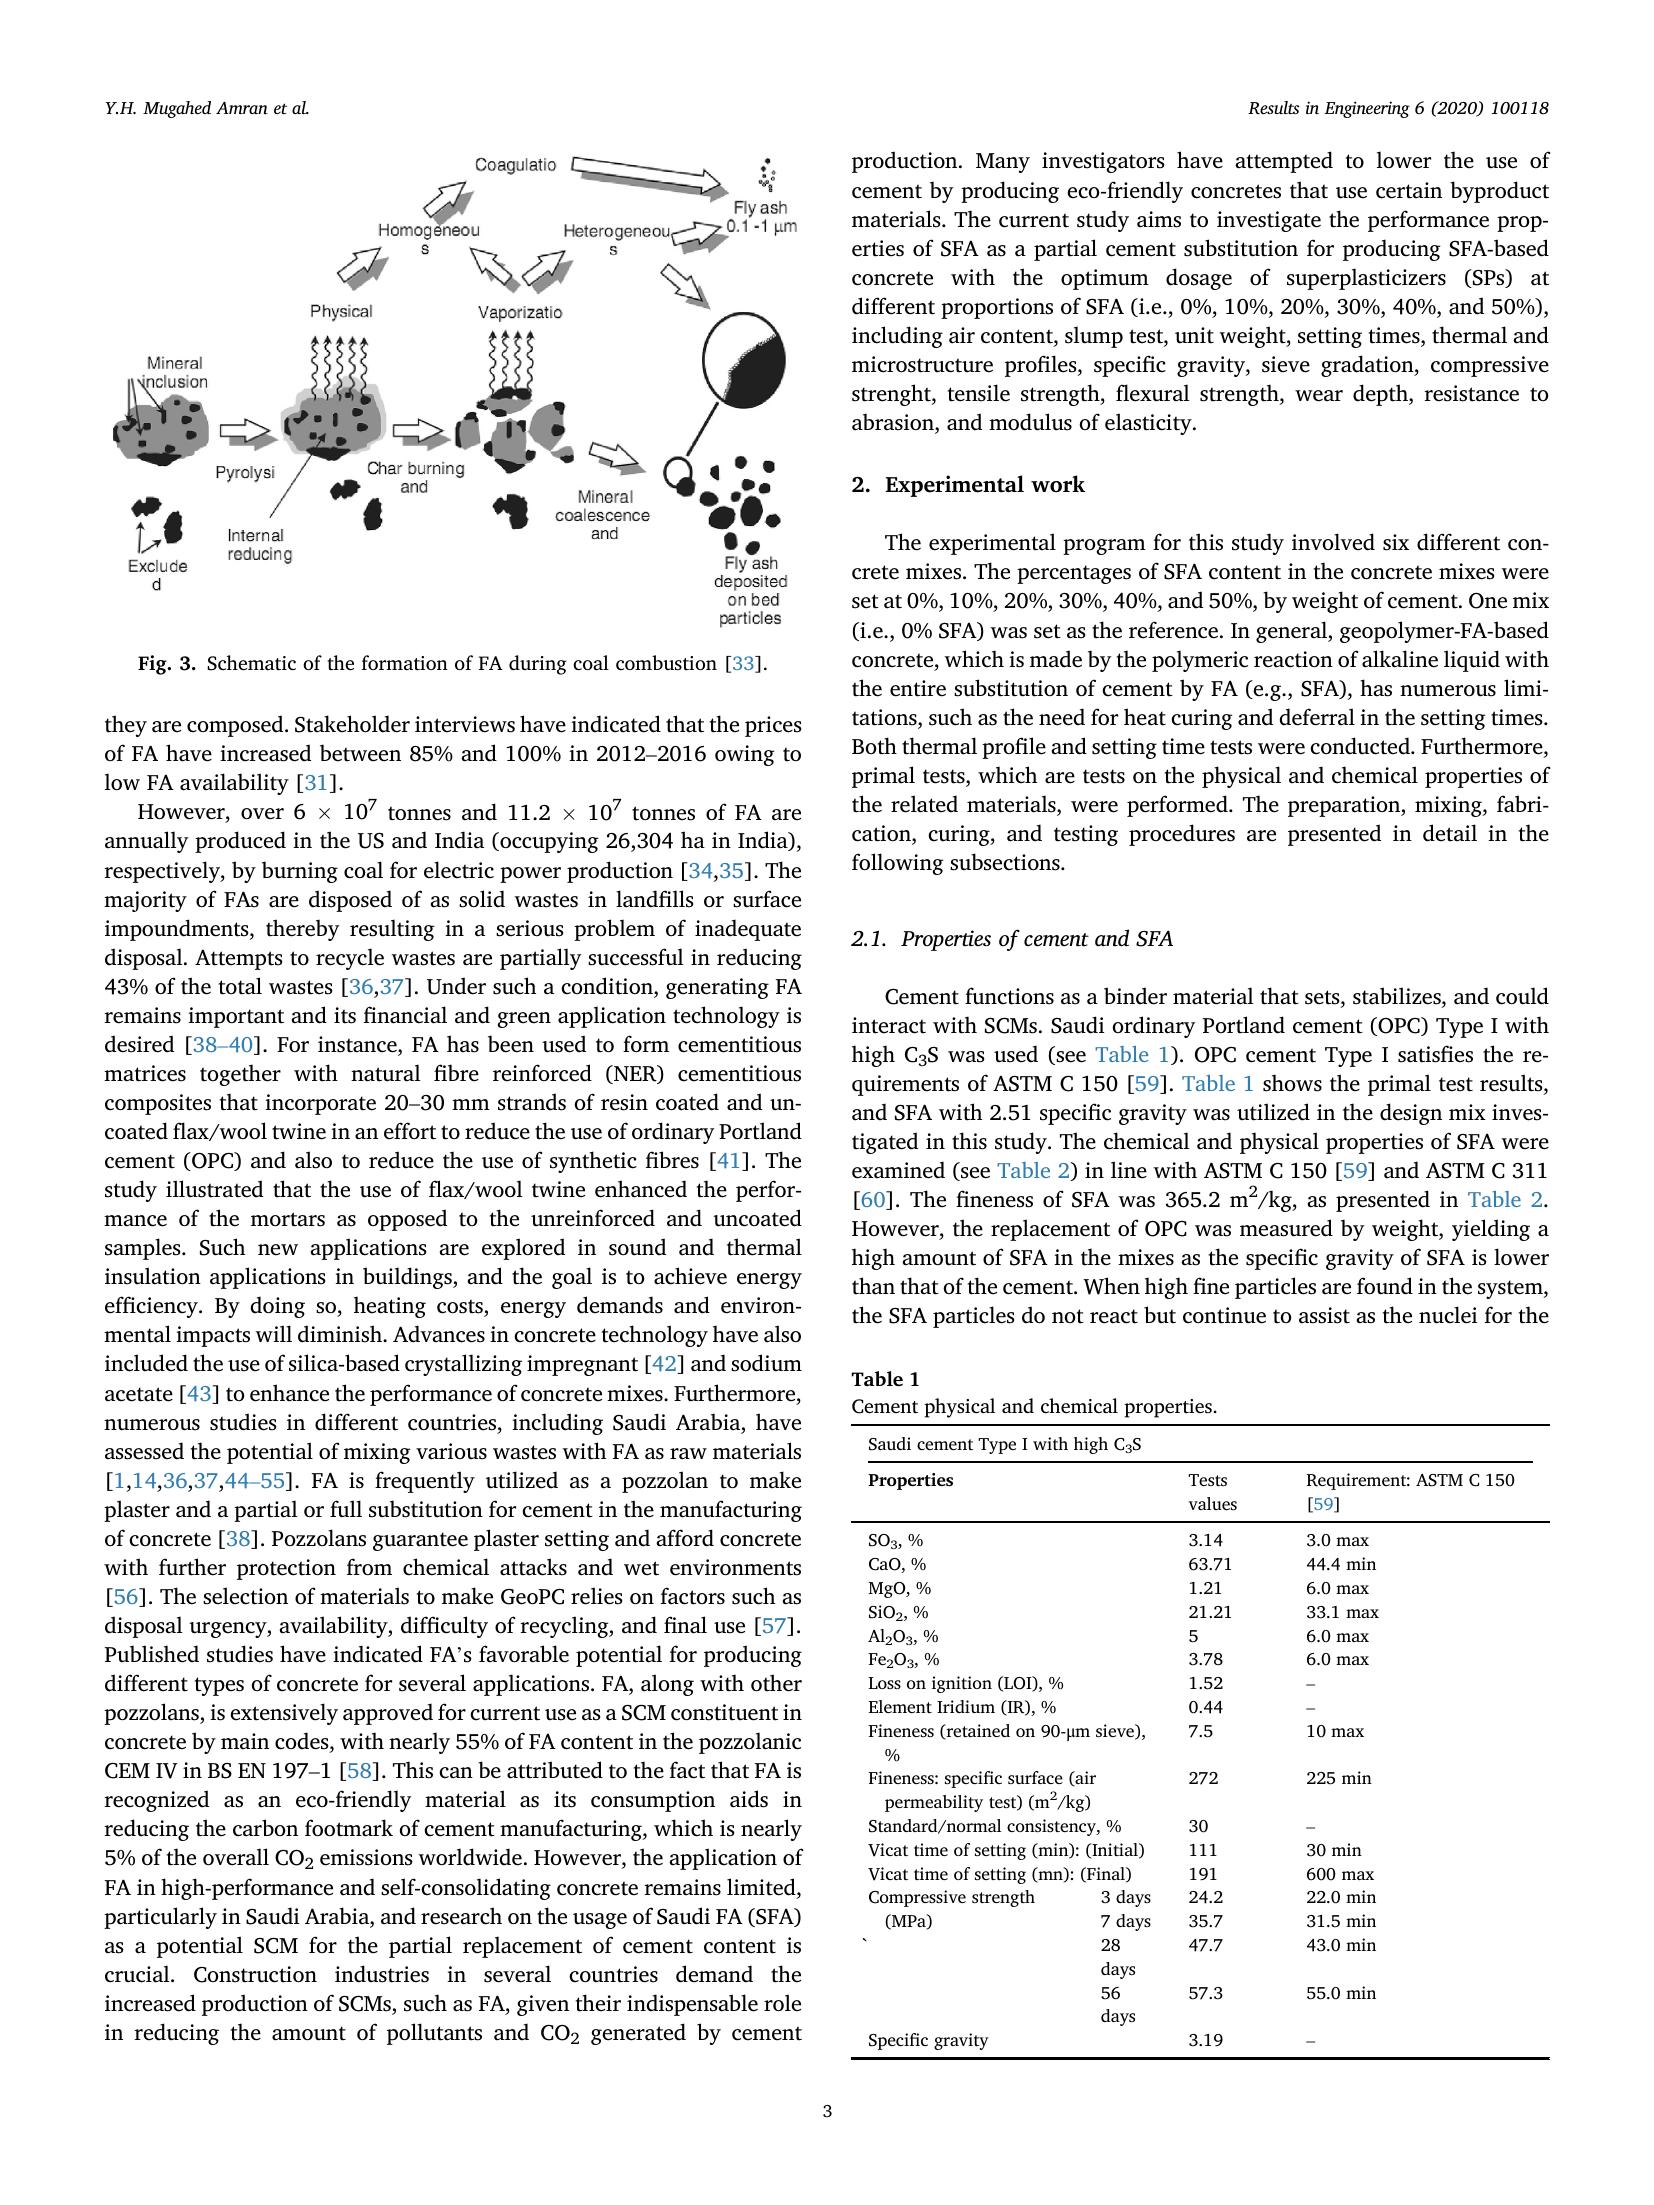 Y.H. Mugahed Amran et al.
Results in Engineering 6 (2020) 100118
Coagulatio
Fly ash
0.1 -1 µm
Homogeneou
s
Heterogeneou
s
Physical
Vaporizatio
Mineral
inclusion
Pyrolysi
Char burning
and
Mineral
coalescence
and
Internal
reducing
Exclude
d
Fly ash
deposited
on bed
particles
Fig. 3. Schematic of the formation of FA during coal combustion [33].
they are composed. Stakeholder interviews have indicated that the prices
of FA have increased between 85% and 100% in 2012–2016 owing to
low FA availability [31].
However, over 6 × 10⁷ tonnes and 11.2 × 10⁷ tonnes of FA are
annually produced in the US and India (occupying 26,304 ha in India),
respectively, by burning coal for electric power production [34,35]. The
majority of FAs are disposed of as solid wastes in landfills or surface
impoundments, thereby resulting in a serious problem of inadequate
disposal. Attempts to recycle wastes are partially successful in reducing
43% of the total wastes [36,37]. Under such a condition, generating FA
remains important and its financial and green application technology is
desired [38–40]. For instance, FA has been used to form cementitious
matrices together with natural fibre reinforced (NER) cementitious
composites that incorporate 20–30 mm strands of resin coated and un-
coated flax/wool twine in an effort to reduce the use of ordinary Portland
cement (OPC) and also to reduce the use of synthetic fibres [41]. The
study illustrated that the use of flax/wool twine enhanced the perfor-
mance of the mortars as opposed to the unreinforced and uncoated
samples. Such new applications are explored in sound and thermal
insulation applications in buildings, and the goal is to achieve energy
efficiency. By doing so, heating costs, energy demands and environ-
mental impacts will diminish. Advances in concrete technology have also
included the use of silica-based crystallizing impregnant [42] and sodium
acetate [43] to enhance the performance of concrete mixes. Furthermore,
numerous studies in different countries, including Saudi Arabia, have
assessed the potential of mixing various wastes with FA as raw materials
[1,14,36,37,44–55]. FA is frequently utilized as a pozzolan to make
plaster and a partial or full substitution for cement in the manufacturing
of concrete [38]. Pozzolans guarantee plaster setting and afford concrete
with further protection from chemical attacks and wet environments
[56]. The selection of materials to make GeoPC relies on factors such as
disposal urgency, availability, difficulty of recycling, and final use [57].
Published studies have indicated FA's favorable potential for producing
different types of concrete for several applications. FA, along with other
pozzolans, is extensively approved for current use as a SCM constituent in
concrete by main codes, with nearly 55% of FA content in the pozzolanic
CEM IV in BS EN 197–1 [58]. This can be attributed to the fact that FA is
recognized as an eco-friendly material as its consumption aids in
reducing the carbon footmark of cement manufacturing, which is nearly
5% of the overall CO₂ emissions worldwide. However, the application of
FA in high-performance and self-consolidating concrete remains limited,
particularly in Saudi Arabia, and research on the usage of Saudi FA (SFA)
as a potential SCM for the partial replacement of cement content is
crucial. Construction industries in several countries demand the
increased production of SCMs, such as FA, given their indispensable role
in reducing the amount of pollutants and CO₂ generated by cement
production. Many investigators have attempted to lower the use of
cement by producing eco-friendly concretes that use certain byproduct
materials. The current study aims to investigate the performance prop-
erties of SFA as a partial cement substitution for producing SFA-based
concrete with the optimum dosage of superplasticizers (SPs) at
different proportions of SFA (i.e., 0%, 10%, 20%, 30%, 40%, and 50%),
including air content, slump test, unit weight, setting times, thermal and
microstructure profiles, specific gravity, sieve gradation, compressive
strenght, tensile strength, flexural strength, wear depth, resistance to
abrasion, and modulus of elasticity.
2. Experimental work
The experimental program for this study involved six different con-
crete mixes. The percentages of SFA content in the concrete mixes were
set at 0%, 10%, 20%, 30%, 40%, and 50%, by weight of cement. One mix
(i.e., 0% SFA) was set as the reference. In general, geopolymer-FA-based
concrete, which is made by the polymeric reaction of alkaline liquid with
the entire substitution of cement by FA (e.g., SFA), has numerous limi-
tations, such as the need for heat curing and deferral in the setting times.
Both thermal profile and setting time tests were conducted. Furthermore,
primal tests, which are tests on the physical and chemical properties of
the related materials, were performed. The preparation, mixing, fabri-
cation, curing, and testing procedures are presented in detail in the
following subsections.
2.1. Properties of cement and SFA
Cement functions as a binder material that sets, stabilizes, and could
interact with SCMs. Saudi ordinary Portland cement (OPC) Type I with
high C₃S was used (see Table 1). OPC cement Type I satisfies the re-
quirements of ASTM C 150 [59]. Table 1 shows the primal test results,
and SFA with 2.51 specific gravity was utilized in the design mix inves-
tigated in this study. The chemical and physical properties of SFA were
examined (see Table 2) in line with ASTM C 150 [59] and ASTM C 311
[60]. The fineness of SFA was 365.2 m²/kg, as presented in Table 2.
However, the replacement of OPC was measured by weight, yielding a
high amount of SFA in the mixes as the specific gravity of SFA is lower
than that of the cement. When high fine particles are found in the system,
the SFA particles do not react but continue to assist as the nuclei for the
Table 1
Cement physical and chemical properties.
Saudi cement Type I with high C₃S
Properties Tests values Requirement: ASTM C 150 [59]
SO₃, % 3.14 3.0 max
CaO, % 63.71 44.4 min
MgO, % 1.21 6.0 max
SiO₂, % 21.21 33.1 max
Al₂O₃, % 5 6.0 max
Fe₂O₃, % 3.78 6.0 max
Loss on ignition (LOI), % 1.52 –
Element Iridium (IR), % 0.44 –
Fineness (retained on 90-µm sieve), 7.5 10 max
%
Fineness: specific surface (air 272 225 min
permeability test) (m²/kg)
Standard/normal consistency, % 30 –
Vicat time of setting (min): (Initial) 111 30 min
Vicat time of setting (mn): (Final) 191 600 max
Compressive strength 3 days 24.2 22.0 min
(MPa) 7 days 35.7 31.5 min
` 28 47.7 43.0 min
days
56 57.3 55.0 min
days
Specific gravity 3.19 –
3